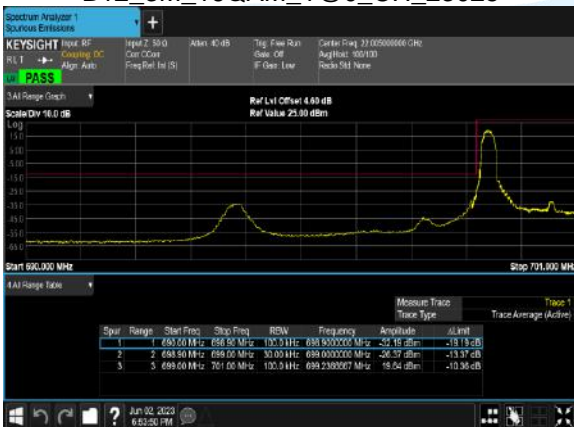 B12_5M_16QAM_1@0_CH_23025
Spectrum Analyzer 1
Spurious Emissions
KEYSIGHT Input: RF Input Z: 50 Ω Atten: 40 dB Trig: Free Run Center Freq: 22.005000000 GHz
RLT Coupling: DC Corr CCorr Gate: Off Avg|Hold: 100/100
Align: Auto Freq Ref: Int (S) IF Gain: Low Radio Std: None
PASS
3.All Range Graph Ref Lvl Offset 4.60 dB
Scale/Div 10.0 dB Ref Value 25.00 dBm
Log
15.0
5.00
-5.00
-15.0
-25.0
-35.0
-45.0
-55.0
-65.0
Start 690.000 MHz Stop 701.000 MHz
4.All Range Table
Measure Trace Trace 1
Trace Type Trace Average (Active)
Spur Range Start Freq Stop Freq RBW Frequency Amplitude ΔLimit
1 1 690.00 MHz 698.90 MHz 100.0 kHz 698.9000000 MHz -32.19 dBm -19.19 dB
2 2 698.90 MHz 699.00 MHz 30.00 kHz 699.0000000 MHz -26.37 dBm -13.37 dB
3 3 699.00 MHz 701.00 MHz 100.0 kHz 699.2366667 MHz 19.64 dBm -10.36 dB
Jun 02, 2023
6:53:50 PM